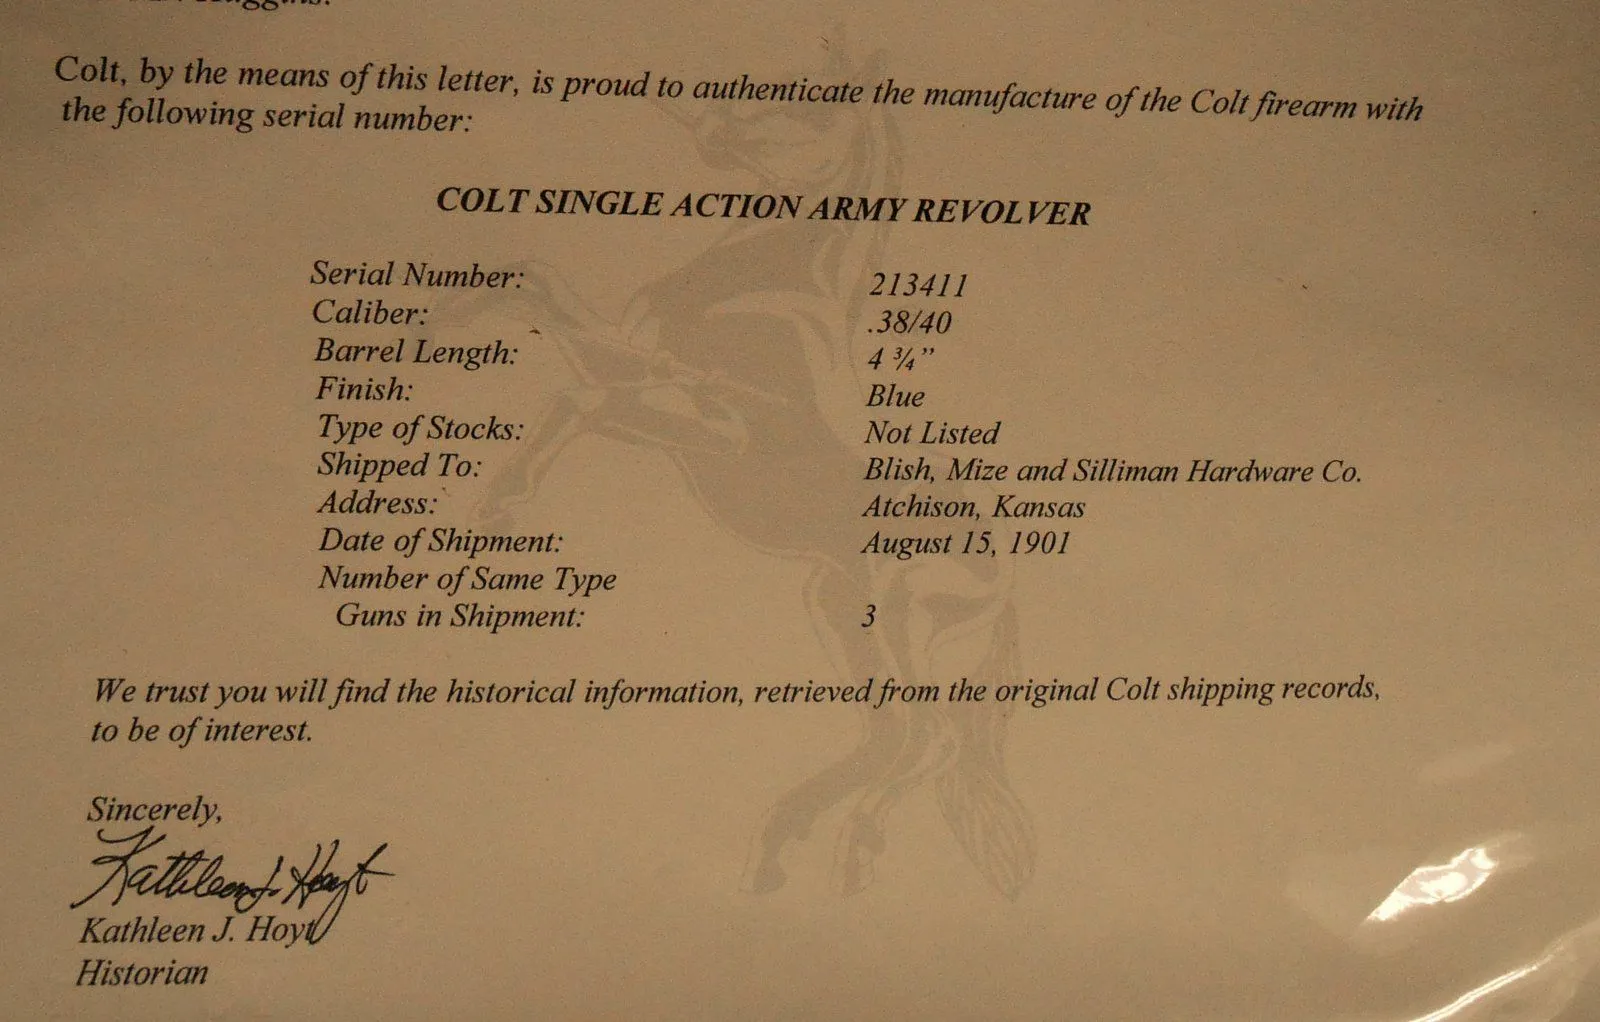 Colt, by the means of this letter, is proud to authenticate the manufacture of the Colt firearm with
the following serial number:
COLT SINGLE ACTION ARMY REVOLVER
Serial Number: 213411
Caliber: .38/40
Barrel Length: 4 ¾”
Finish: Blue
Type of Stocks: Not Listed
Shipped To: Blish, Mize and Silliman Hardware Co.
Address: Atchison, Kansas
Date of Shipment: August 15, 1901
Number of Same Type
Guns in Shipment: 3
We trust you will find the historical information, retrieved from the original Colt shipping records,
to be of interest.
Sincerely,
Kathleen J. Hoyt
Kathleen J. Hoyt
Historian